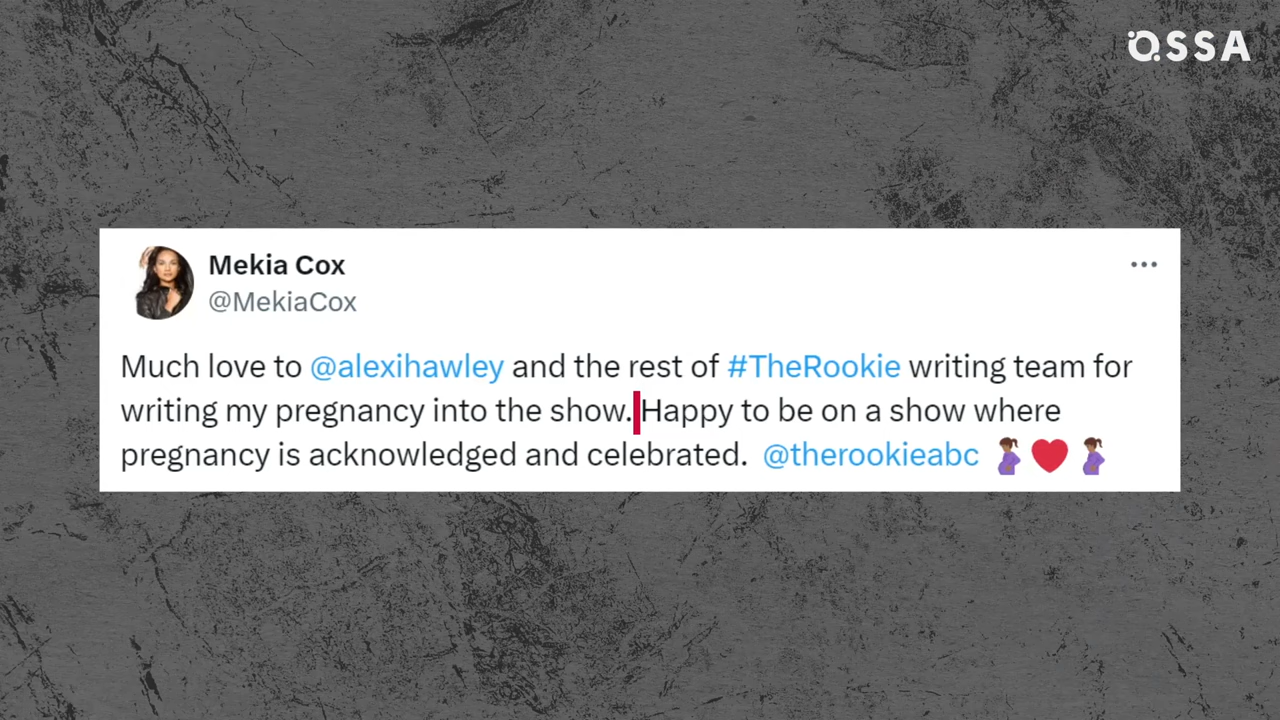 OSSA
Mekia Cox
@MekiaCox
Much love to @alexihawley and the rest of #TheRookie writing team for
writing my pregnancy into the show. Happy to be on a show where
pregnancy is acknowledged and celebrated. @therookieabc 🤰🏾❤️🤰🏾